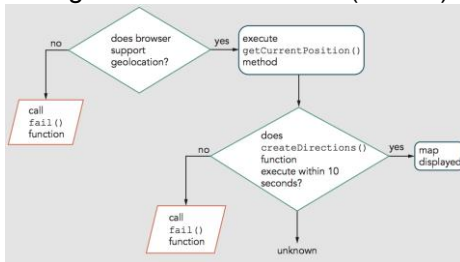 does browser
support
geolocation?
no
yes
execute
getCurrentPosition()
method
call
fail()
function
does
createDirections()
function
execute within 10
seconds?
no
yes
map
displayed
call
fail()
function
unknown